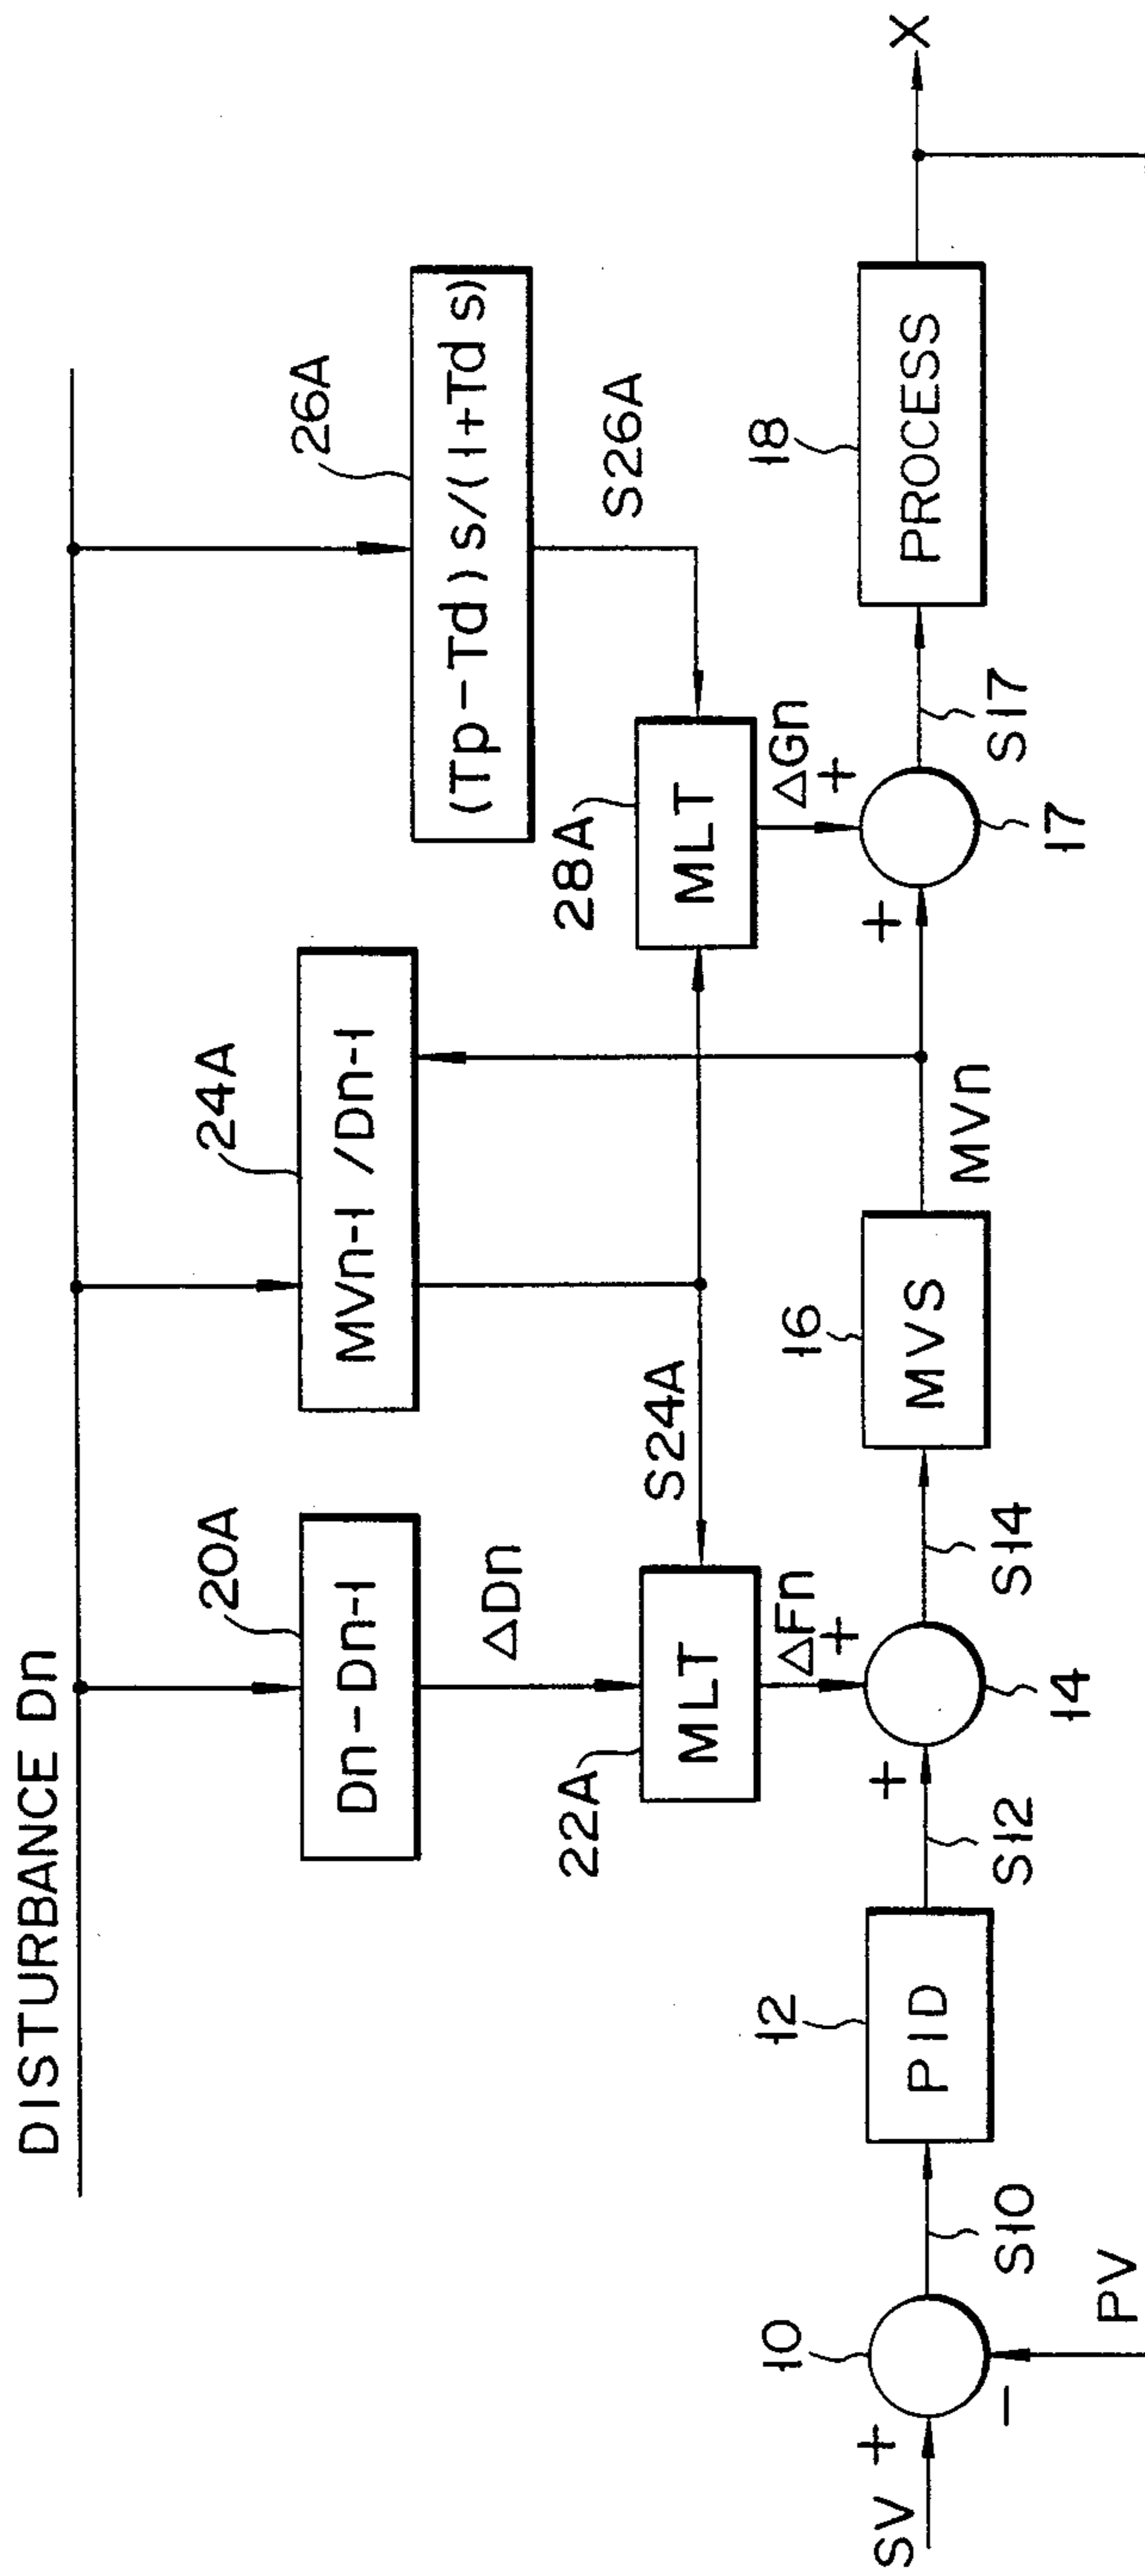 DISTURBANCE Dn
20A
Dn-Dn-1
24A
MVn-1 /Dn-1
26A
(Tp-Td)s/(1+Td s)
ΔDn
S24A
S26A
22A
MLT
28A
MLT
ΔFn
+
ΔGn
+
SV
+
10
-
PV
S10
12
PID
S12
+
14
S14
16
MVS
MVn
+
17
S17
18
PROCESS
X